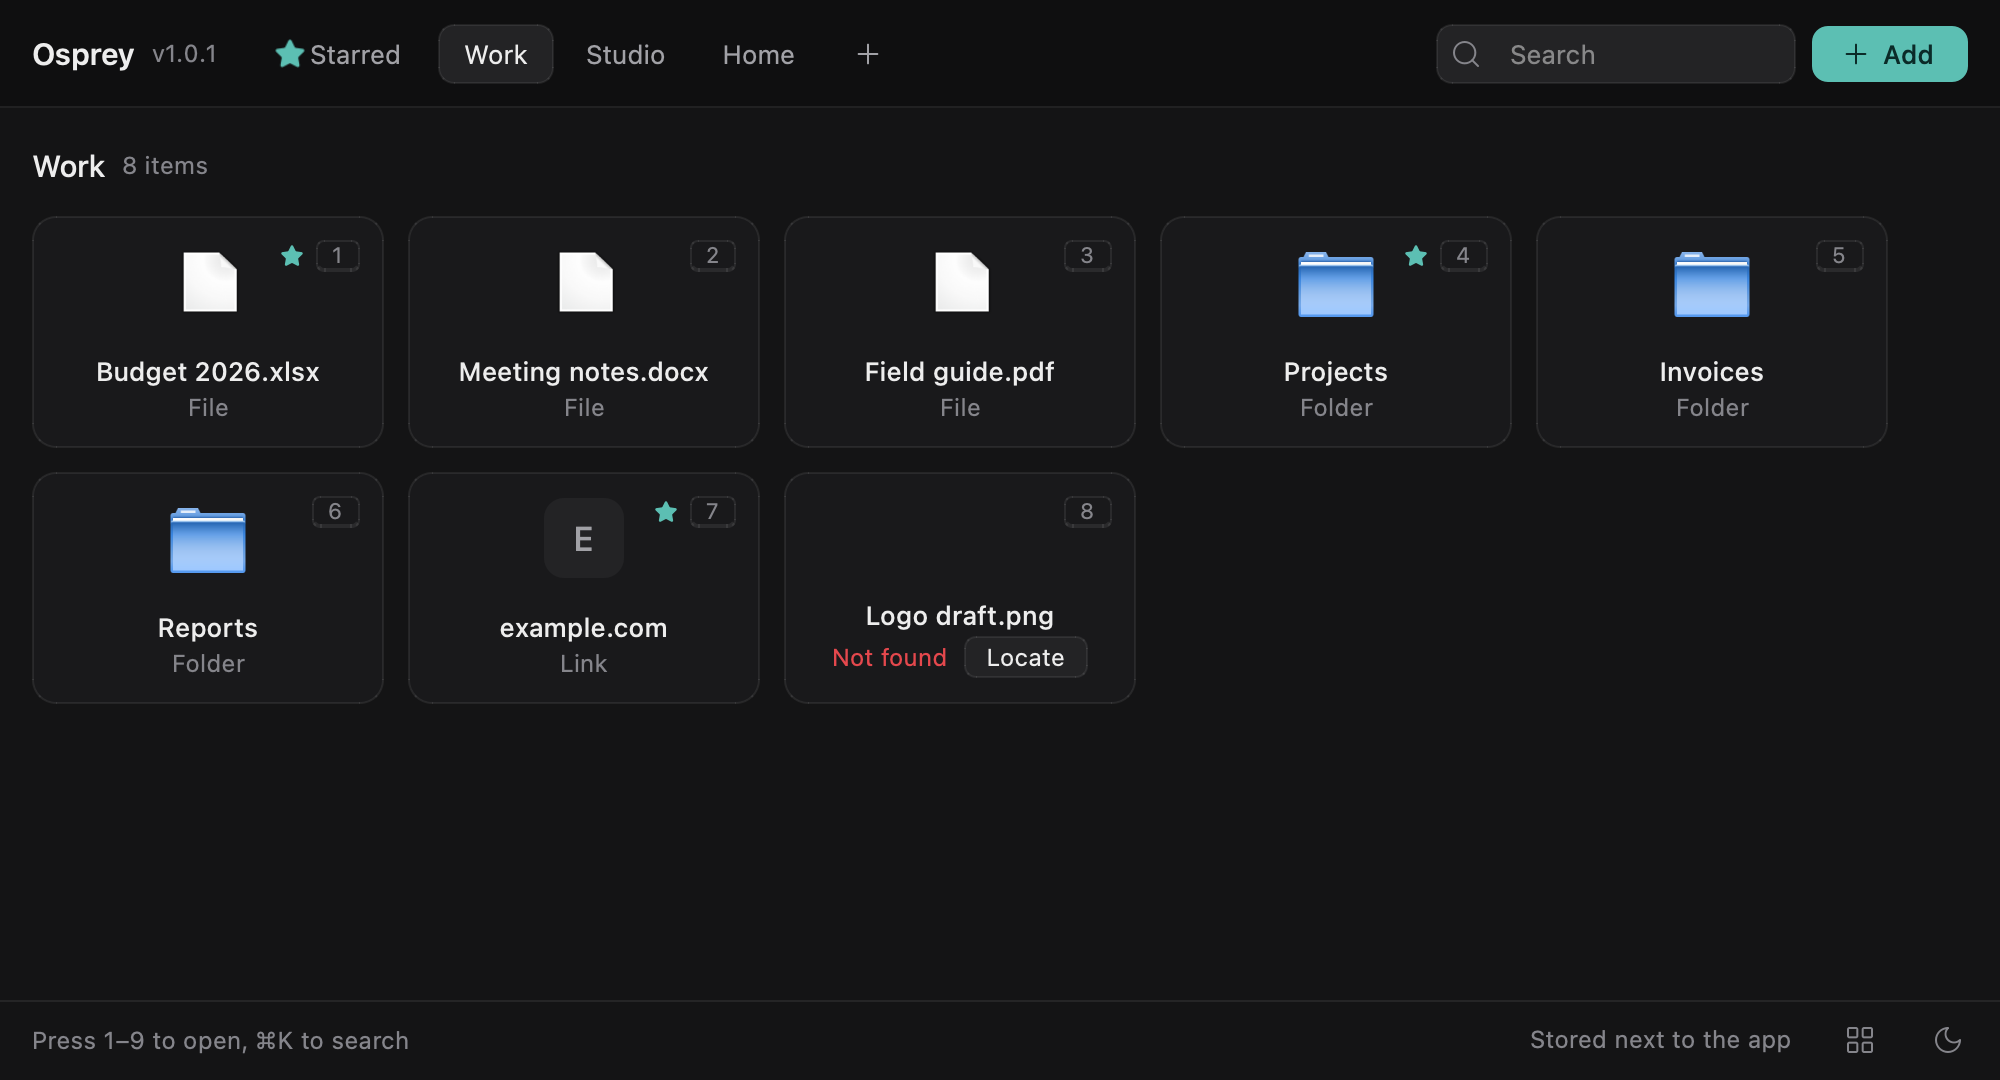 Osprey v1.0.1 Starred Work Studio Home Search Add
Work 8 items
1 2 3 4 5
Budget 2026.xlsx Meeting notes.docx Field guide.pdf Projects Invoices
File File File Folder Folder
6 E 7 8
Reports example.com Logo draft.png
Folder Link Not found Locate
Press 1–9 to open, ⌘K to search Stored next to the app